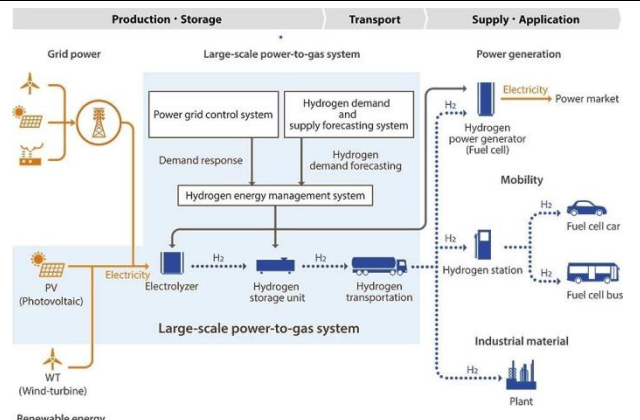 Production · Storage
Transport
Supply · Application
Grid power
Large-scale power-to-gas system
Power generation
Power grid control system
Hydrogen demand
and
supply forecasting system
Demand response
Hydrogen
demand forecasting
Hydrogen energy management system
H₂
Electricity
Power market
Hydrogen
power generator
(Fuel cell)
Mobility
H₂
Fuel cell car
H₂
Hydrogen station
H₂
Fuel cell bus
PV
(Photovoltaic)
Electricity
Electrolyzer
H₂
Hydrogen
storage unit
H₂
Hydrogen
transportation
Large-scale power-to-gas system
Industrial material
H₂
Plant
WT
(Wind-turbine)
Renewable energy